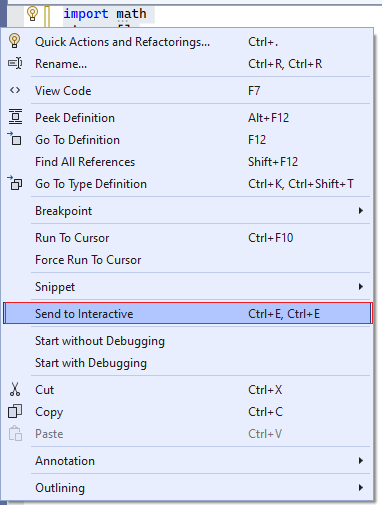 import math
Quick Actions and Refactorings... Ctrl+.
Rename... Ctrl+R, Ctrl+R
View Code F7
Peek Definition Alt+F12
Go To Definition F12
Find All References Shift+F12
Go To Type Definition Ctrl+K, Ctrl+Shift+T
Breakpoint
Run To Cursor Ctrl+F10
Force Run To Cursor
Snippet
Send to Interactive Ctrl+E, Ctrl+E
Start without Debugging
Start with Debugging
Cut Ctrl+X
Copy Ctrl+C
Paste Ctrl+V
Annotation
Outlining